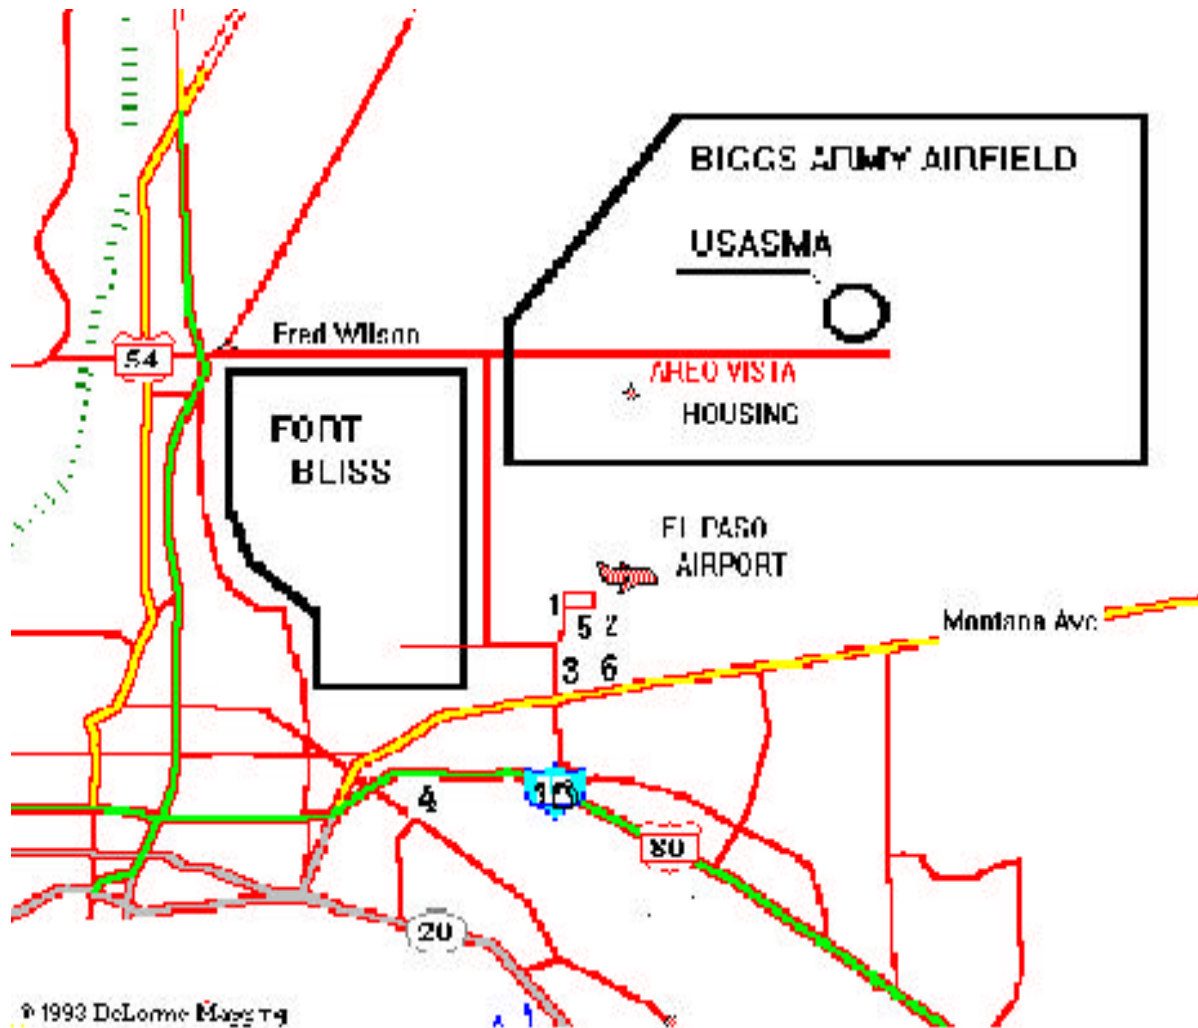 BIGGS ARMY AIRFIELD
USASMA
Fred Wilson
54
AREO VISTA
HOUSING
FORT
BLISS
EL PASO
AIRPORT
1
5 2
3 6
Montana Ave
4
10
80
20
© 1993 DeLorme Mapping